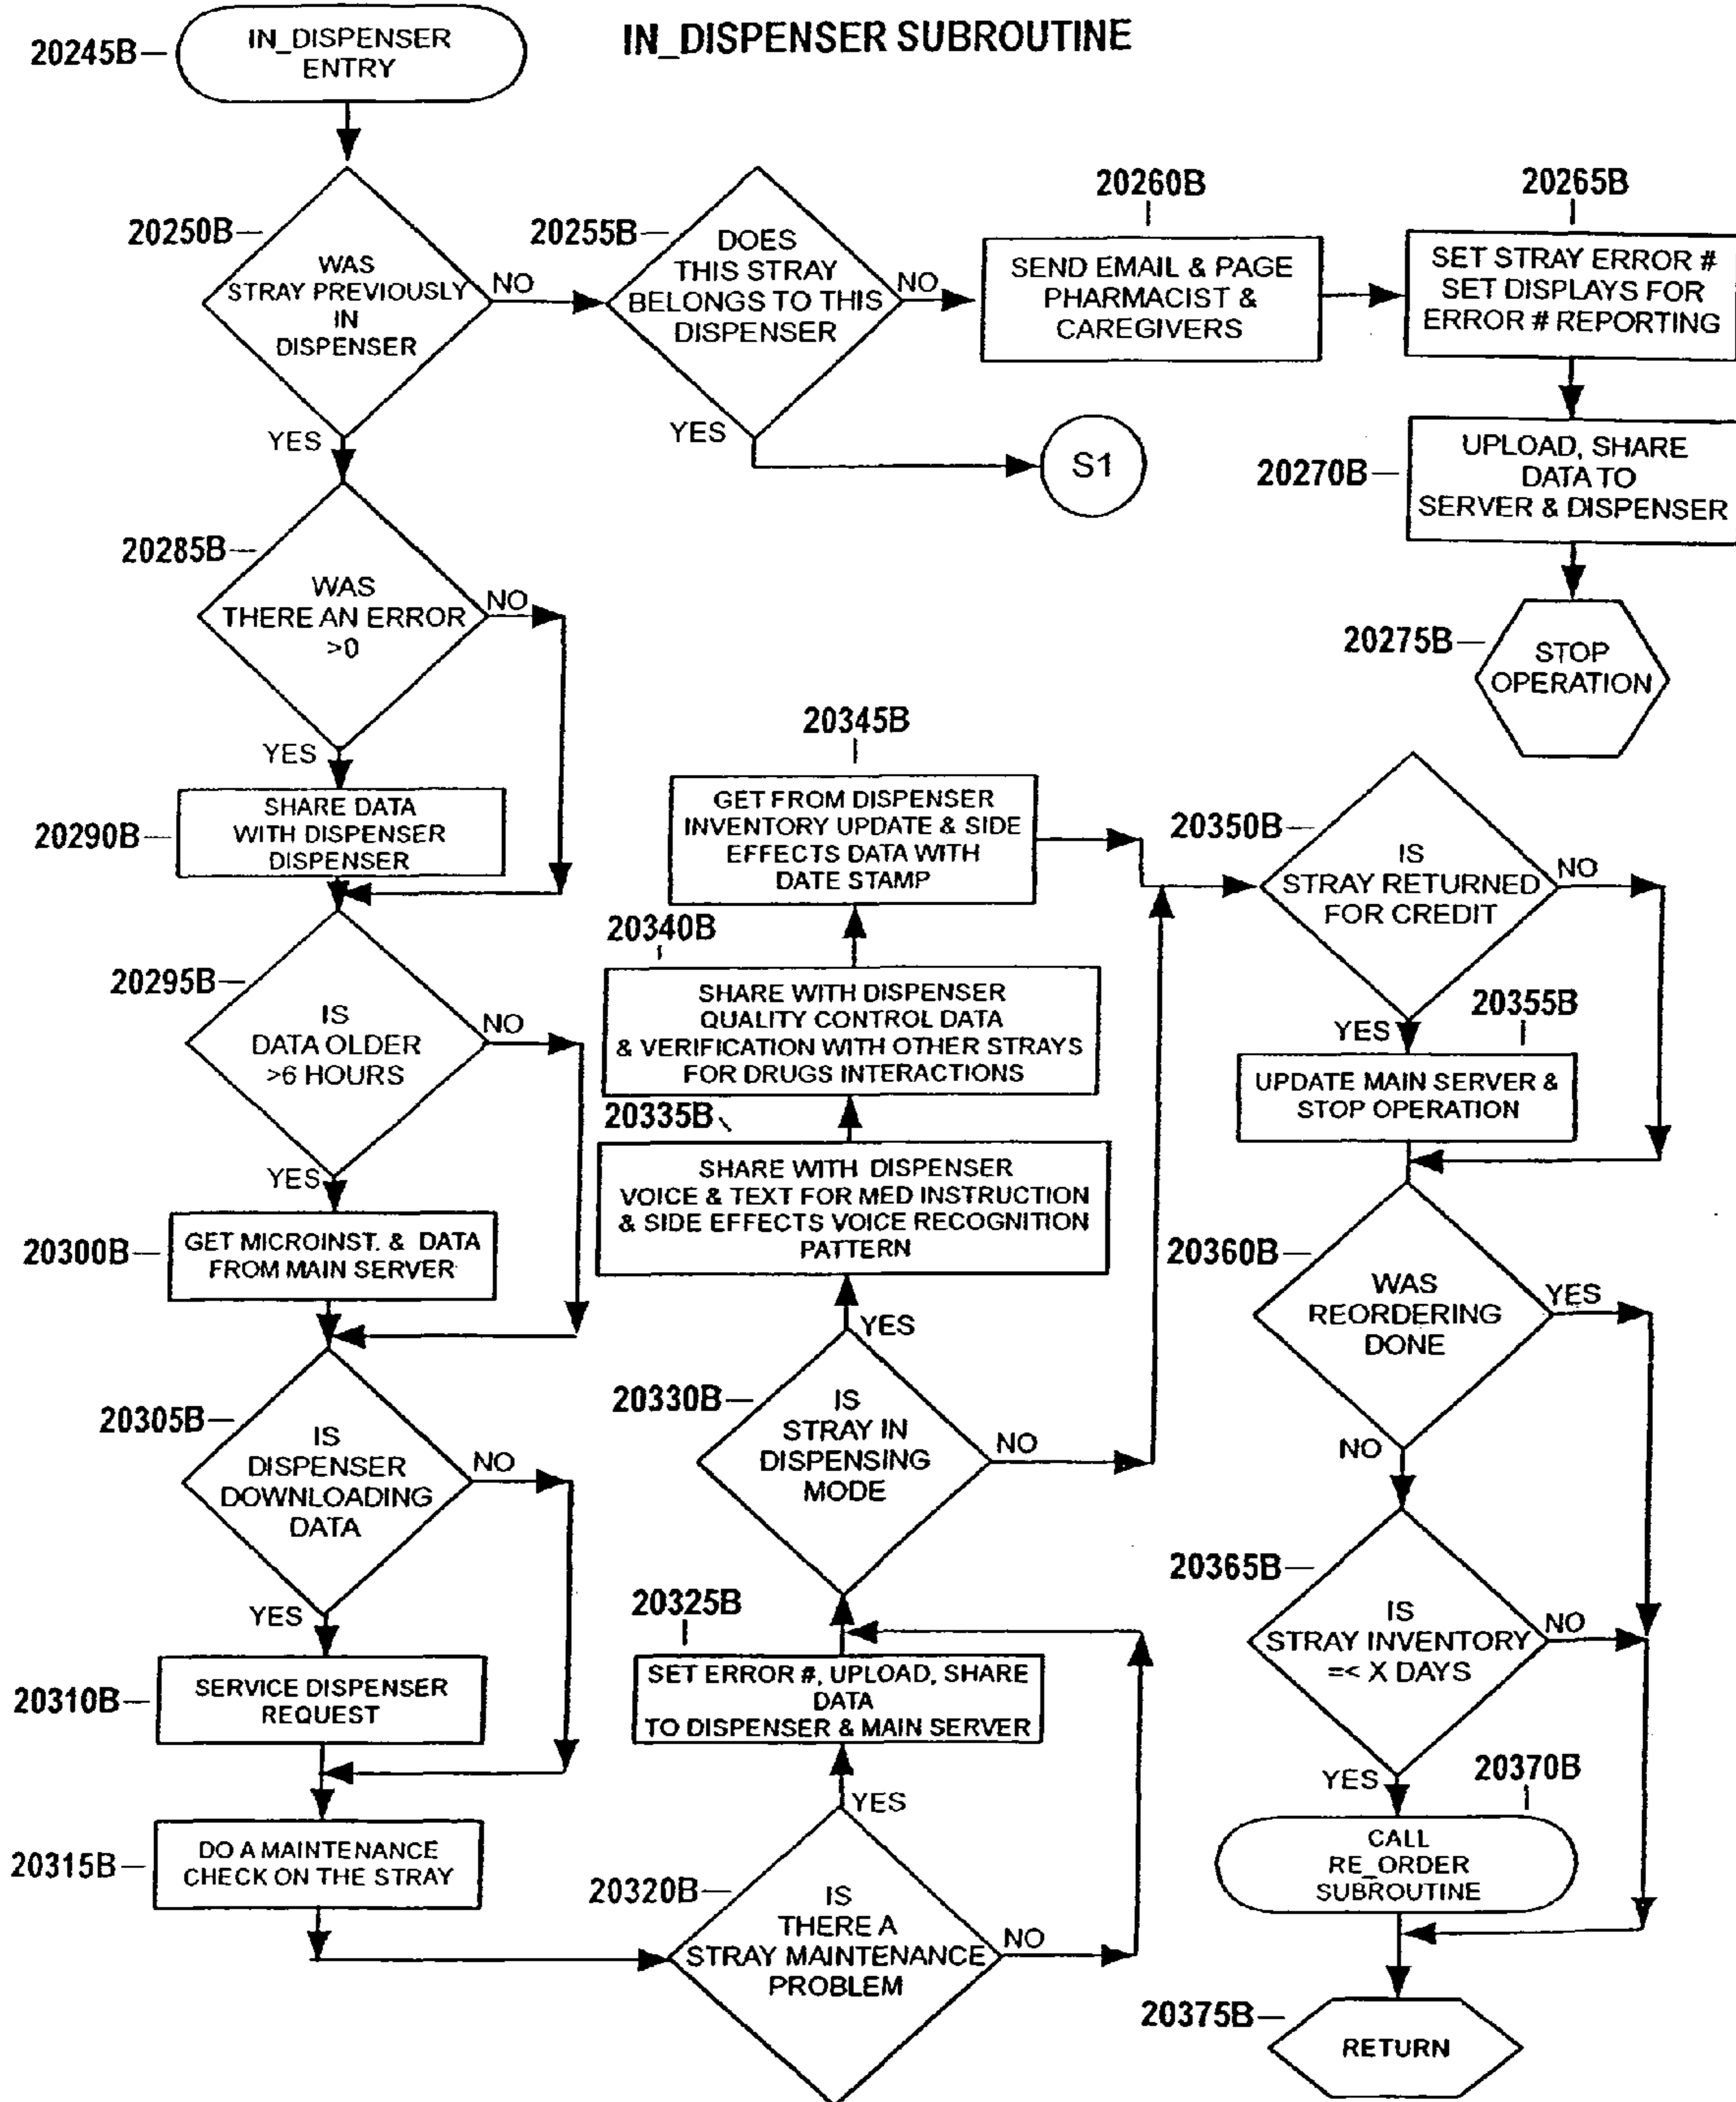 IN_DISPENSER SUBROUTINE
20245B
IN_DISPENSER
ENTRY
20250B
WAS
STRAY PREVIOUSLY
IN
DISPENSER
NO
YES
20255B
DOES
THIS STRAY
BELONGS TO THIS
DISPENSER
NO
YES
S1
20260B
SEND EMAIL & PAGE
PHARMACIST &
CAREGIVERS
20265B
SET STRAY ERROR #
SET DISPLAYS FOR
ERROR # REPORTING
20270B
UPLOAD, SHARE
DATA TO
SERVER & DISPENSER
20275B
STOP
OPERATION
20285B
WAS
THERE AN ERROR
>0
NO
YES
20290B
SHARE DATA
WITH DISPENSER
DISPENSER
20295B
IS
DATA OLDER
>6 HOURS
NO
YES
20300B
GET MICROINST. & DATA
FROM MAIN SERVER
20305B
IS
DISPENSER
DOWNLOADING
DATA
NO
YES
20310B
SERVICE DISPENSER
REQUEST
20315B
DO A MAINTENANCE
CHECK ON THE STRAY
20320B
IS
THERE A
STRAY MAINTENANCE
PROBLEM
NO
YES
20325B
SET ERROR #, UPLOAD, SHARE
DATA
TO DISPENSER & MAIN SERVER
20330B
IS
STRAY IN
DISPENSING
MODE
NO
YES
20335B
SHARE WITH DISPENSER
VOICE & TEXT FOR MED INSTRUCTION
& SIDE EFFECTS VOICE RECOGNITION
PATTERN
20340B
SHARE WITH DISPENSER
QUALITY CONTROL DATA
& VERIFICATION WITH OTHER STRAYS
FOR DRUGS INTERACTIONS
20345B
GET FROM DISPENSER
INVENTORY UPDATE & SIDE
EFFECTS DATA WITH
DATE STAMP
20350B
IS
STRAY RETURNED
FOR CREDIT
NO
YES
20355B
UPDATE MAIN SERVER &
STOP OPERATION
20360B
WAS
REORDERING
DONE
YES
NO
20365B
IS
STRAY INVENTORY
=< X DAYS
NO
YES
20370B
CALL
RE_ORDER
SUBROUTINE
20375B
RETURN